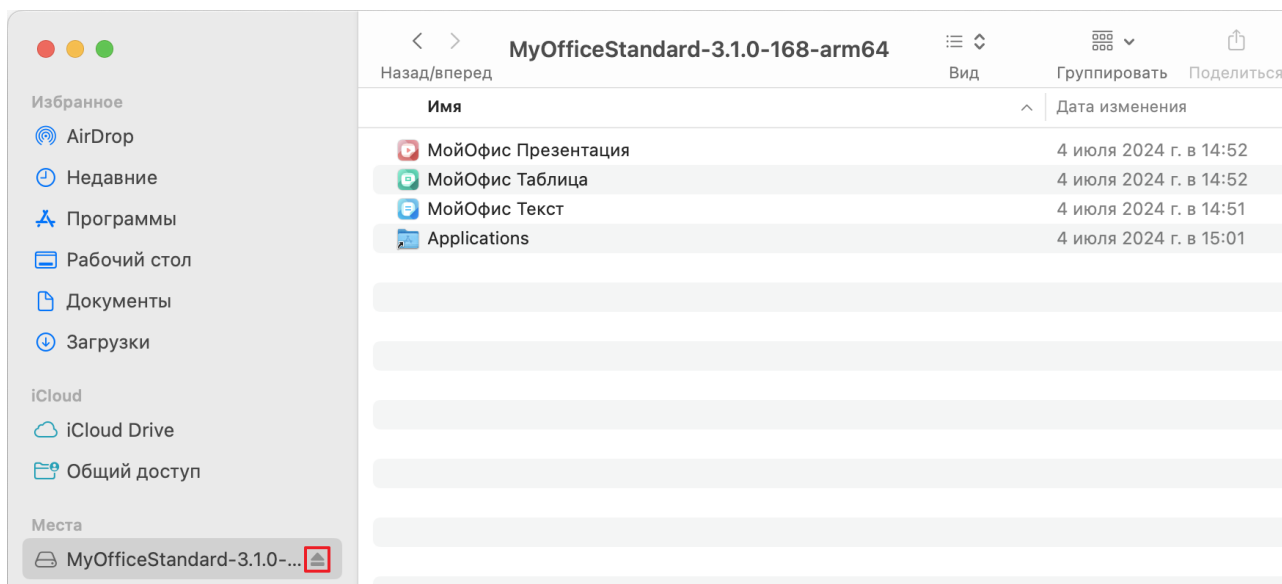 MyOfficeStandard-3.1.0-168-arm64
Назад/вперед
Вид
Группировать
Поделиться
Избранное
AirDrop
Недавние
Программы
Рабочий стол
Документы
Загрузки
iCloud
iCloud Drive
Общий доступ
Места
MyOfficeStandard-3.1.0-...
Имя Дата изменения
МойОфис Презентация 4 июля 2024 г. в 14:52
МойОфис Таблица 4 июля 2024 г. в 14:52
МойОфис Текст 4 июля 2024 г. в 14:51
Applications 4 июля 2024 г. в 15:01